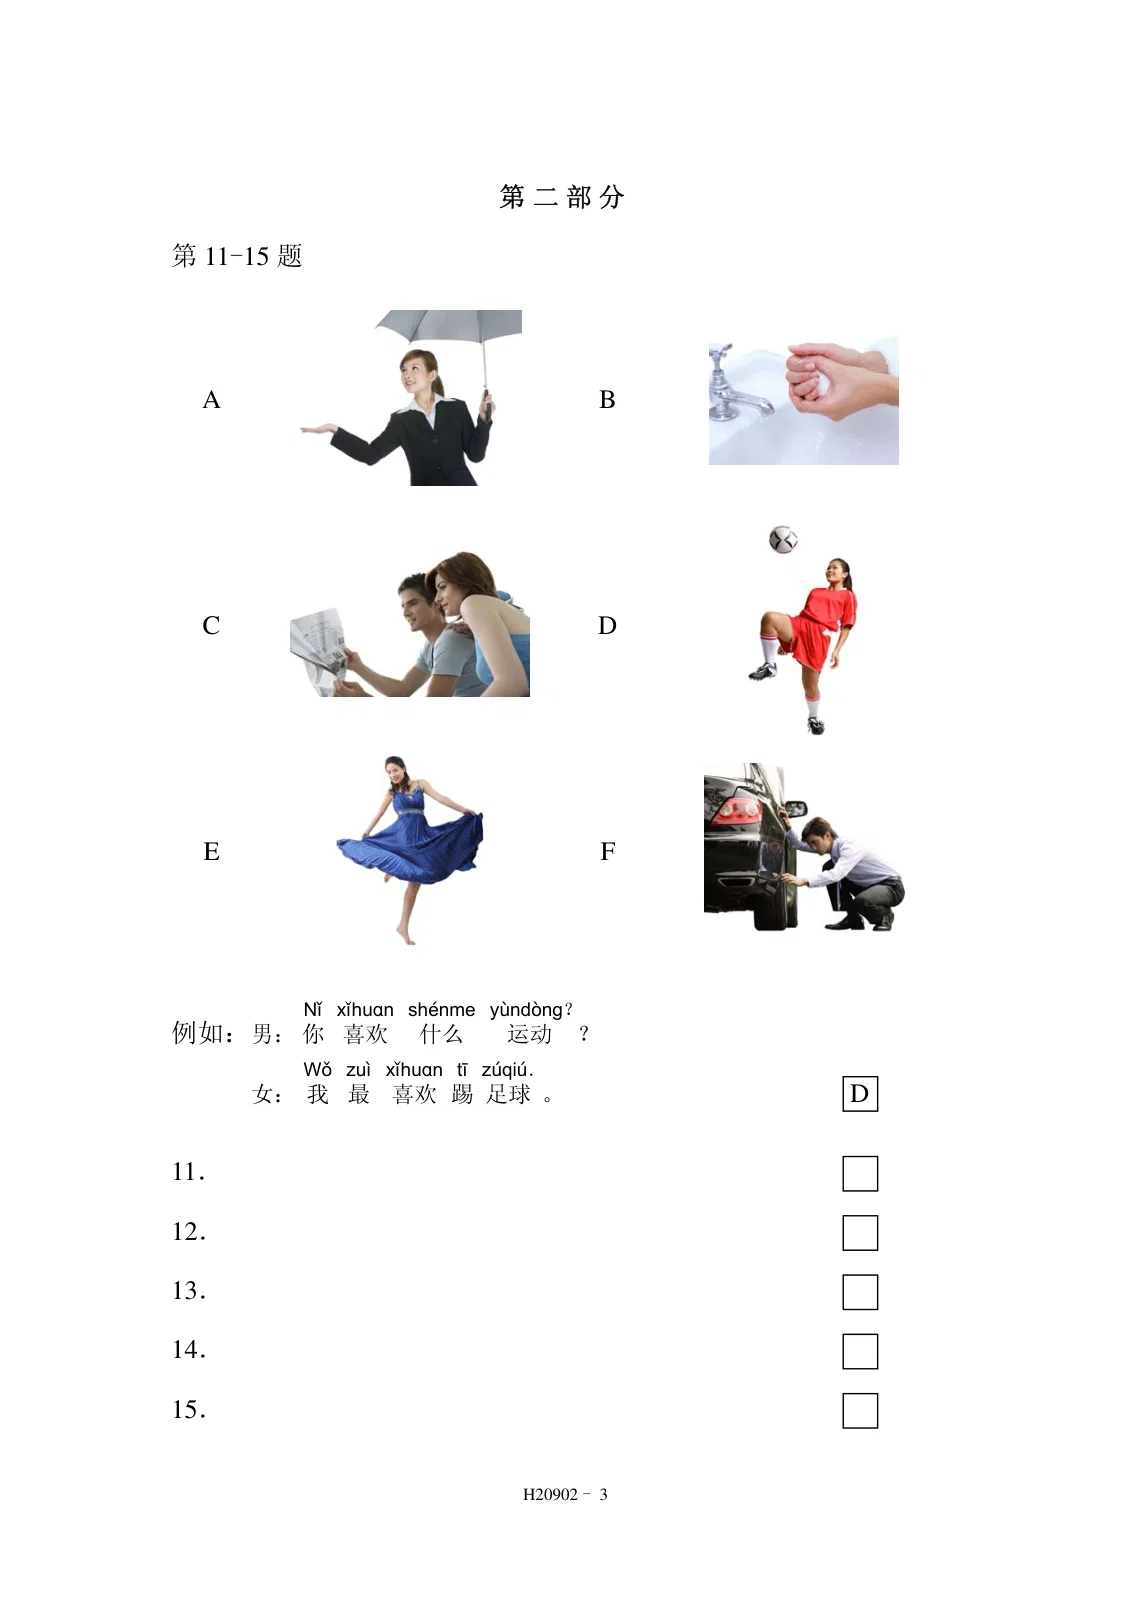 第二部分
第 11-15 题
A
B
C
D
E
F
Nǐ xǐhuɑn shénme yùndòng?
例如：男：你 喜欢 什么 运动 ？
Wǒ zuì xǐhuɑn tī zúqiú.
女：我 最 喜欢 踢 足球 。
D
11.
12.
13.
14.
15.
H20902 - 3